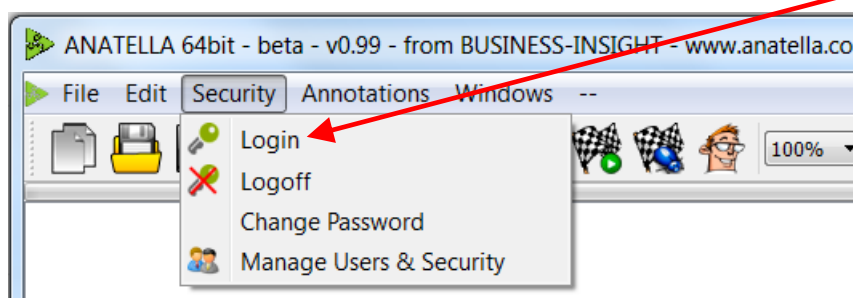 ANATELLA 64bit - beta - v0.99 - from BUSINESS-INSIGHT - www.anatella.co
File Edit Security Annotations Windows --
Login
100%
Logoff
Change Password
Manage Users & Security